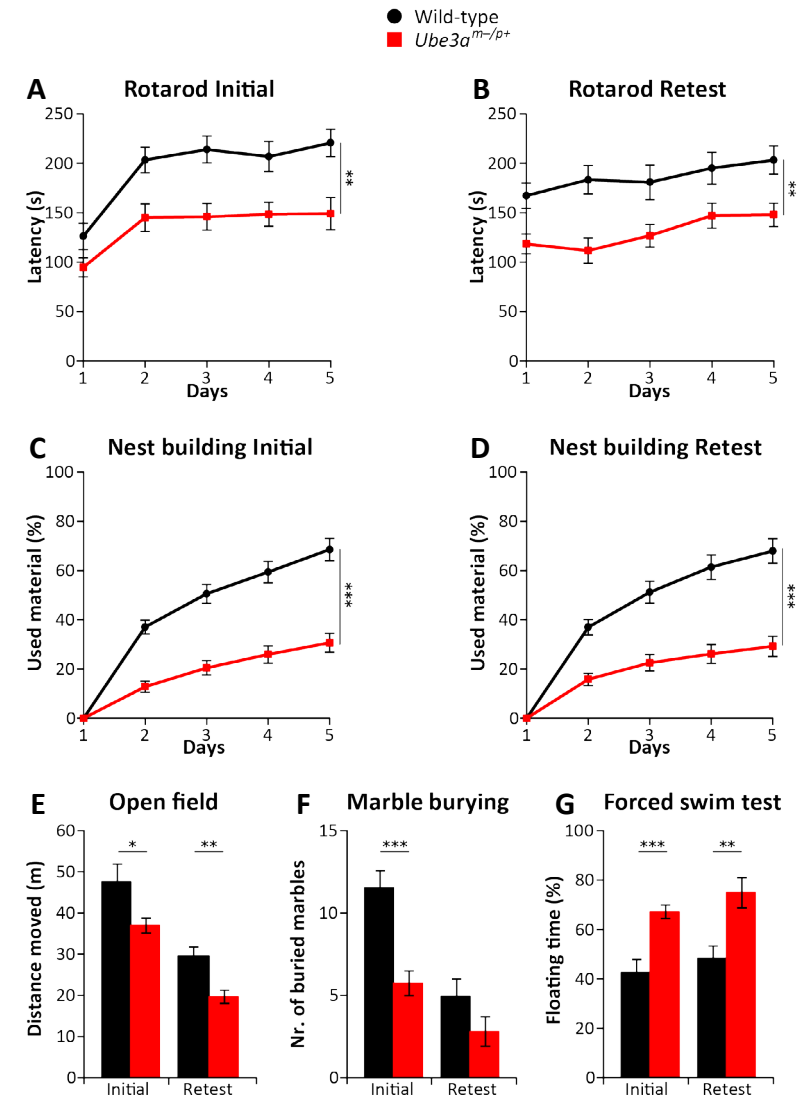 Wild-type
Ube3a^m–/p+
A Rotarod Initial
250
200
150
100
50
0
Latency (s)
1 2 3 4 5
Days
**
B Rotarod Retest
250
200
150
100
50
0
Latency (s)
1 2 3 4 5
Days
**
C Nest building Initial
100
80
60
40
20
0
Used material (%)
1 2 3 4 5
Days
***
D Nest building Retest
100
80
60
40
20
0
Used material (%)
1 2 3 4 5
Days
***
E Open field
60
50
40
30
20
10
0
Distance moved (m)
* **
Initial Retest
F Marble burying
15
10
5
0
Nr. of buried marbles
***
Initial Retest
G Forced swim test
100
80
60
40
20
0
Floating time (%)
*** **
Initial Retest